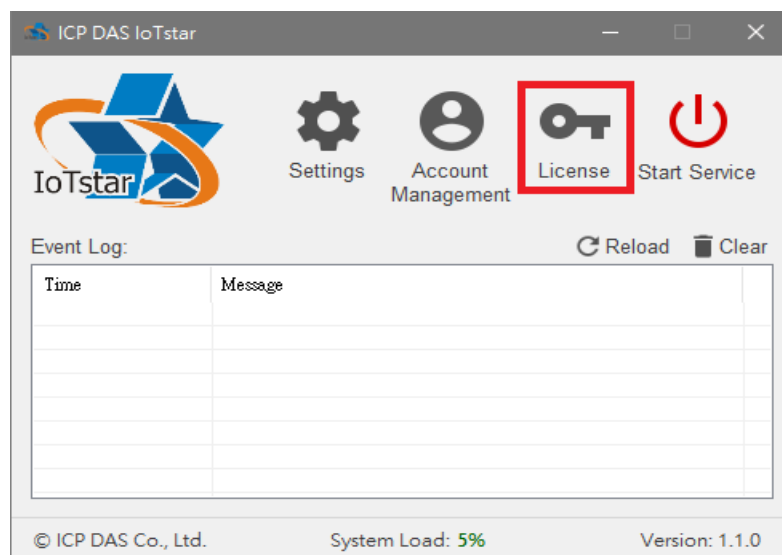 ICP DAS IoTstar
IoTstar
Settings
Account
Management
License
Start Service
Event Log:
Reload
Clear
Time
Message
© ICP DAS Co., Ltd.
System Load: 5%
Version: 1.1.0